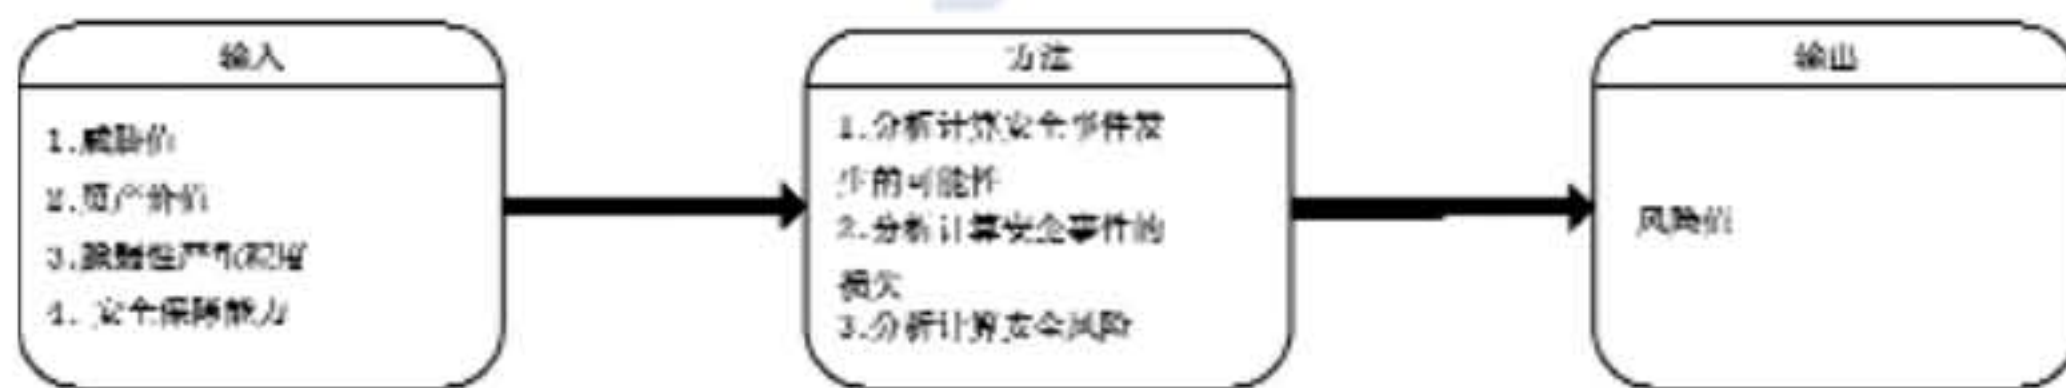 输入
1.威胁值
2.资产价值
3.脆弱性严重程度
4. 安全保障能力
方法
1.分析计算安全事件发
生的可能性
2.分析计算安全事件的
损失
3.分析计算安全风险
输出
风险值